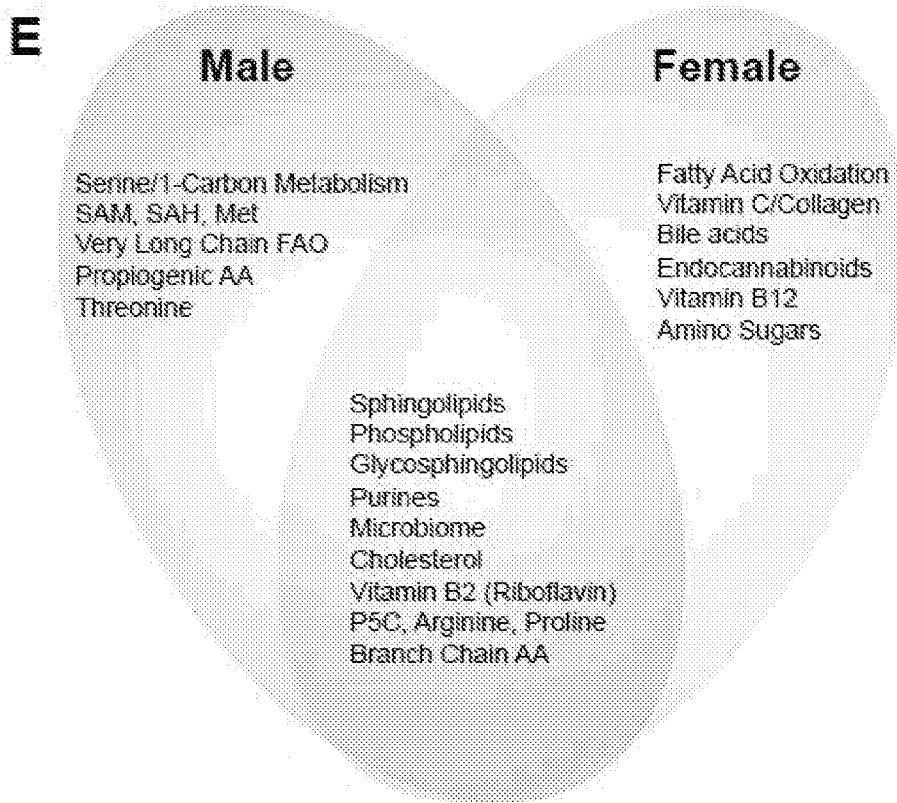 E
Male
Female
Serine/1-Carbon Metabolism
SAM, SAH, Met
Very Long Chain FAO
Propiogenic AA
Threonine
Fatty Acid Oxidation
Vitamin C/Collagen
Bile acids
Endocannabinoids
Vitamin B12
Amino Sugars
Sphingolipids
Phospholipids
Glycosphingolipids
Purines
Microbiome
Cholesterol
Vitamin B2 (Riboflavin)
P5C, Arginine, Proline
Branch Chain AA